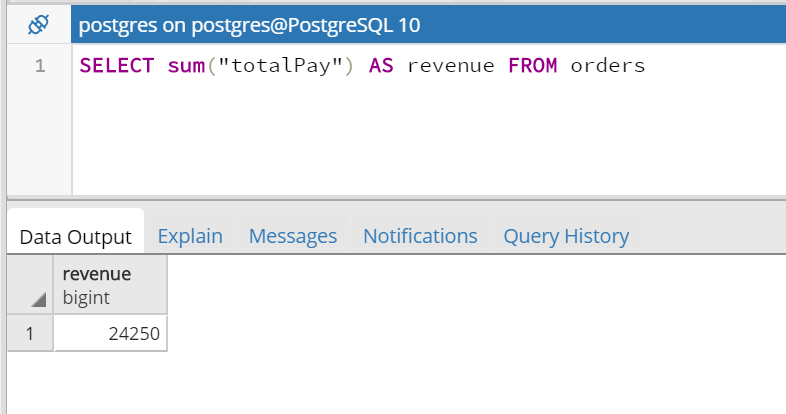 postgres on postgres@PostgreSQL 10
1 SELECT sum("totalPay") AS revenue FROM orders
Data Output Explain Messages Notifications Query History
revenue
bigint
1 24250